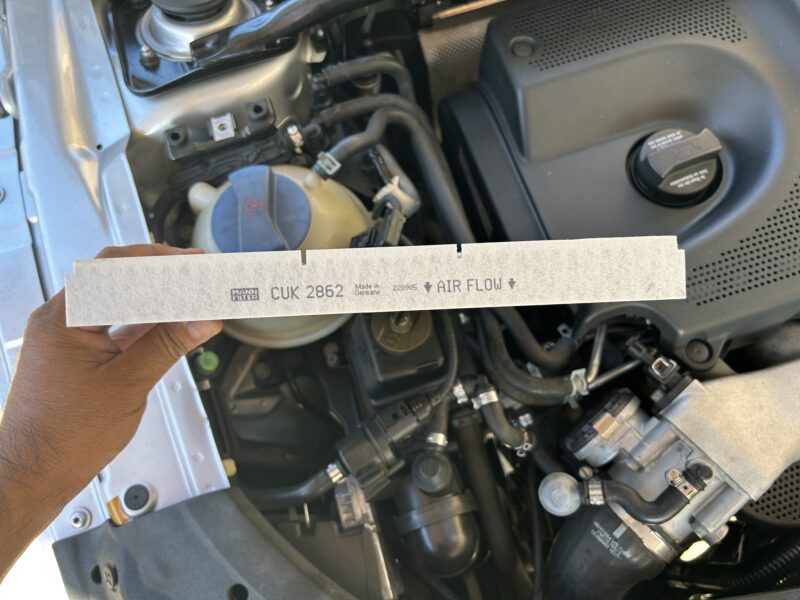 MANN
FILTER
CUK 2862
Made in
Germany
220905
AIR FLOW